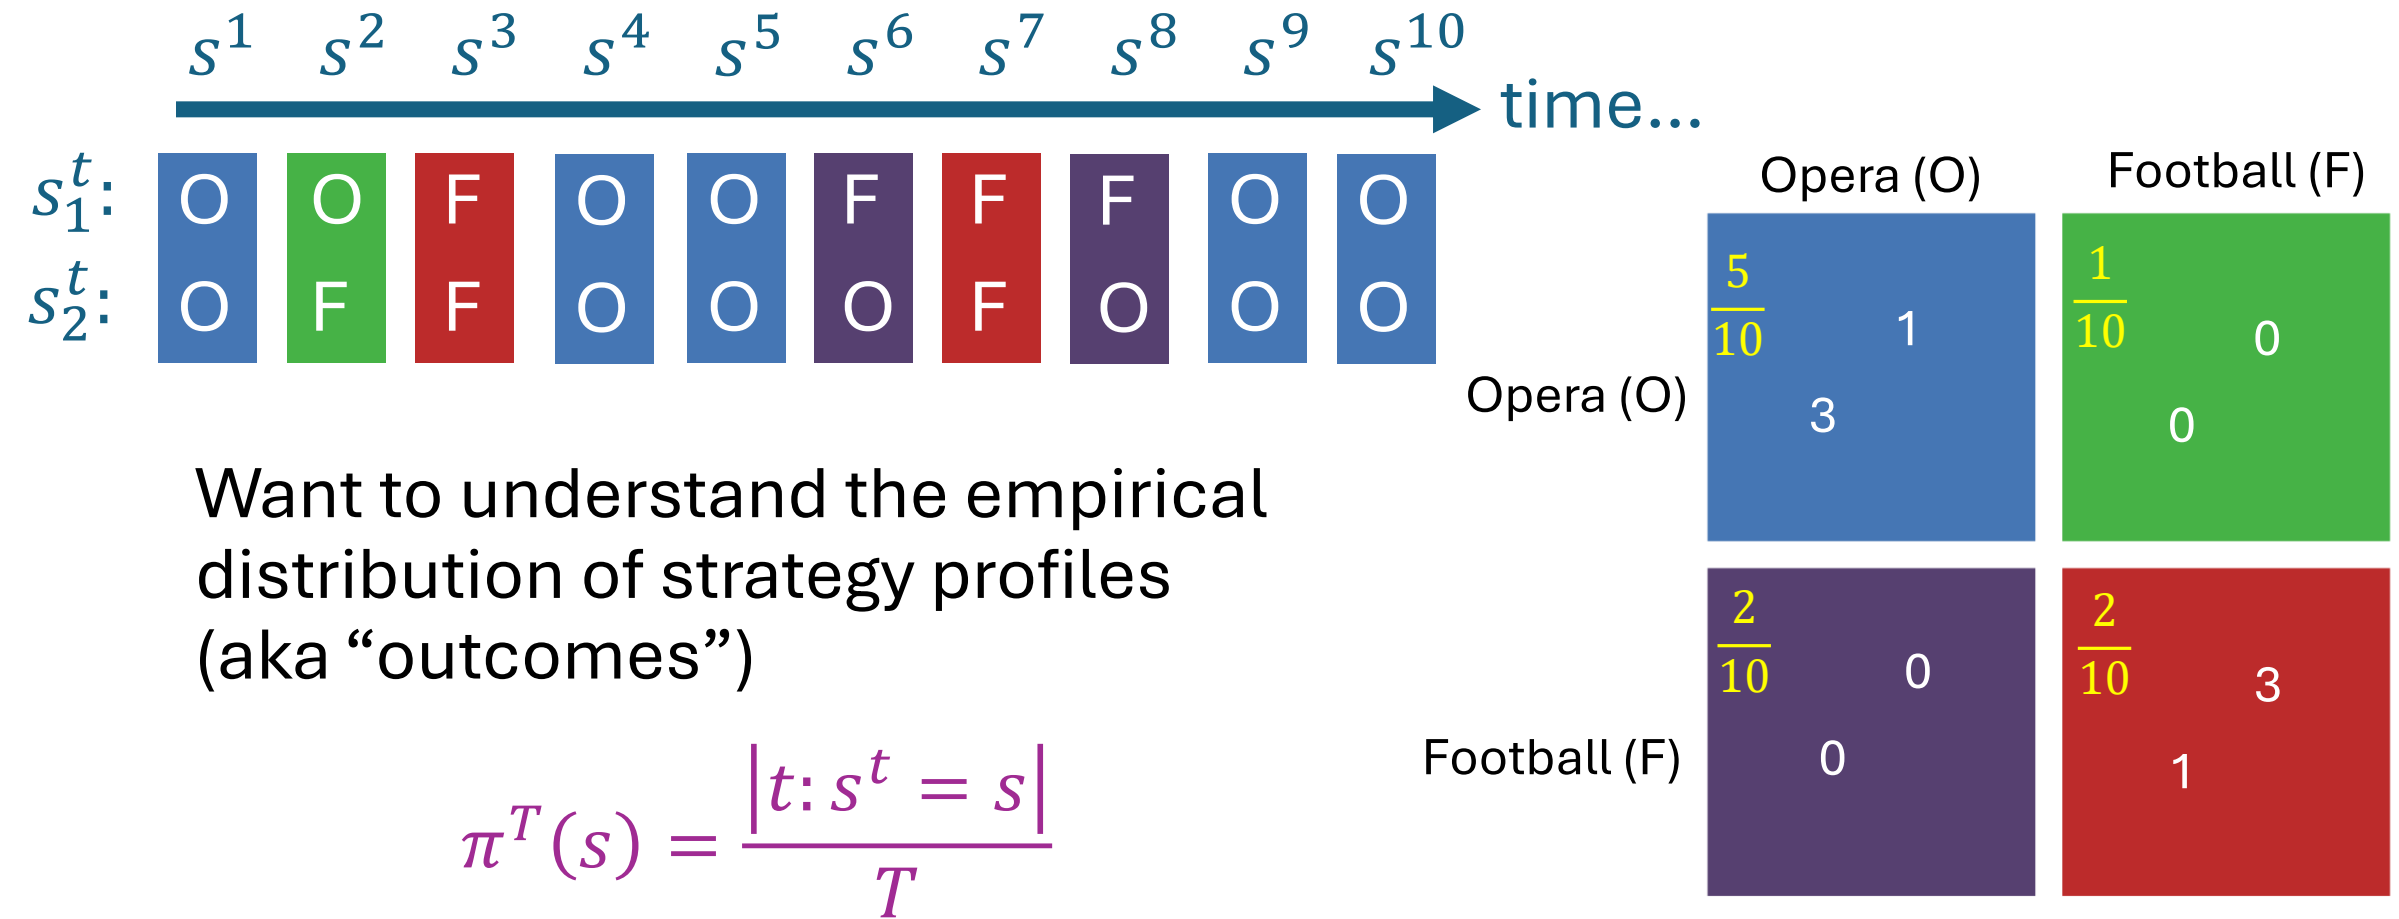 s¹ s² s³ s⁴ s⁵ s⁶ s⁷ s⁸ s⁹ s¹⁰
time...
s₁ᵗ: O O F O O F F F O O
s₂ᵗ: O F F O O O F O O O
Want to understand the empirical
distribution of strategy profiles
(aka “outcomes”)
π^T(s) = |t: s^t = s| / T
Opera (O) Football (F)
Opera (O)
5/10 1
3
1/10 0
0
Football (F)
2/10 0
0
2/10 3
1